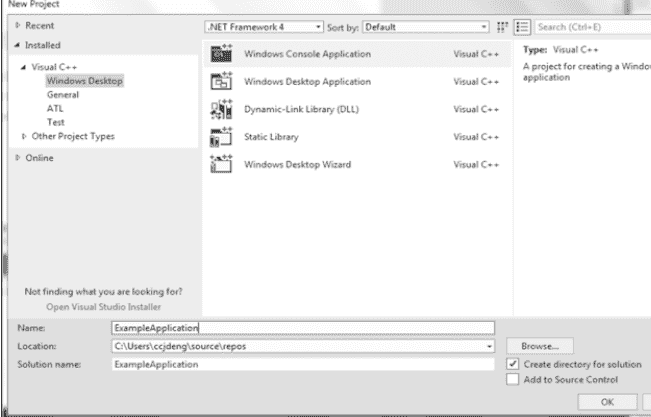 New Project
Recent
.NET Framework 4 Sort by: Default Search (Ctrl+E)
Installed
Visual C++
Windows Desktop
General
ATL
Test
Other Project Types
Online
Windows Console Application Visual C++
Windows Desktop Application Visual C++
Dynamic-Link Library (DLL) Visual C++
Static Library Visual C++
Windows Desktop Wizard Visual C++
Type: Visual C++
A project for creating a Windo
application
Not finding what you are looking for?
Open Visual Studio Installer
Name: ExampleApplication
Location: C:\Users\ccjdeng\source\repos Browse...
Solution name: ExampleApplication
Create directory for solution
Add to Source Control
OK